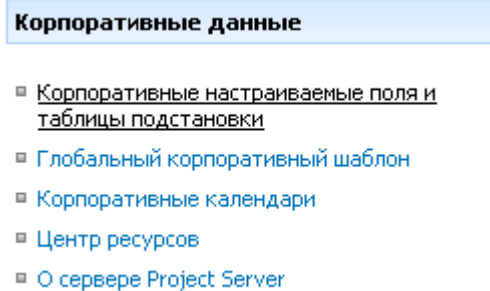 Корпоративные данные
Корпоративные настраиваемые поля и
таблицы подстановки
Глобальный корпоративный шаблон
Корпоративные календари
Центр ресурсов
О сервере Project Server